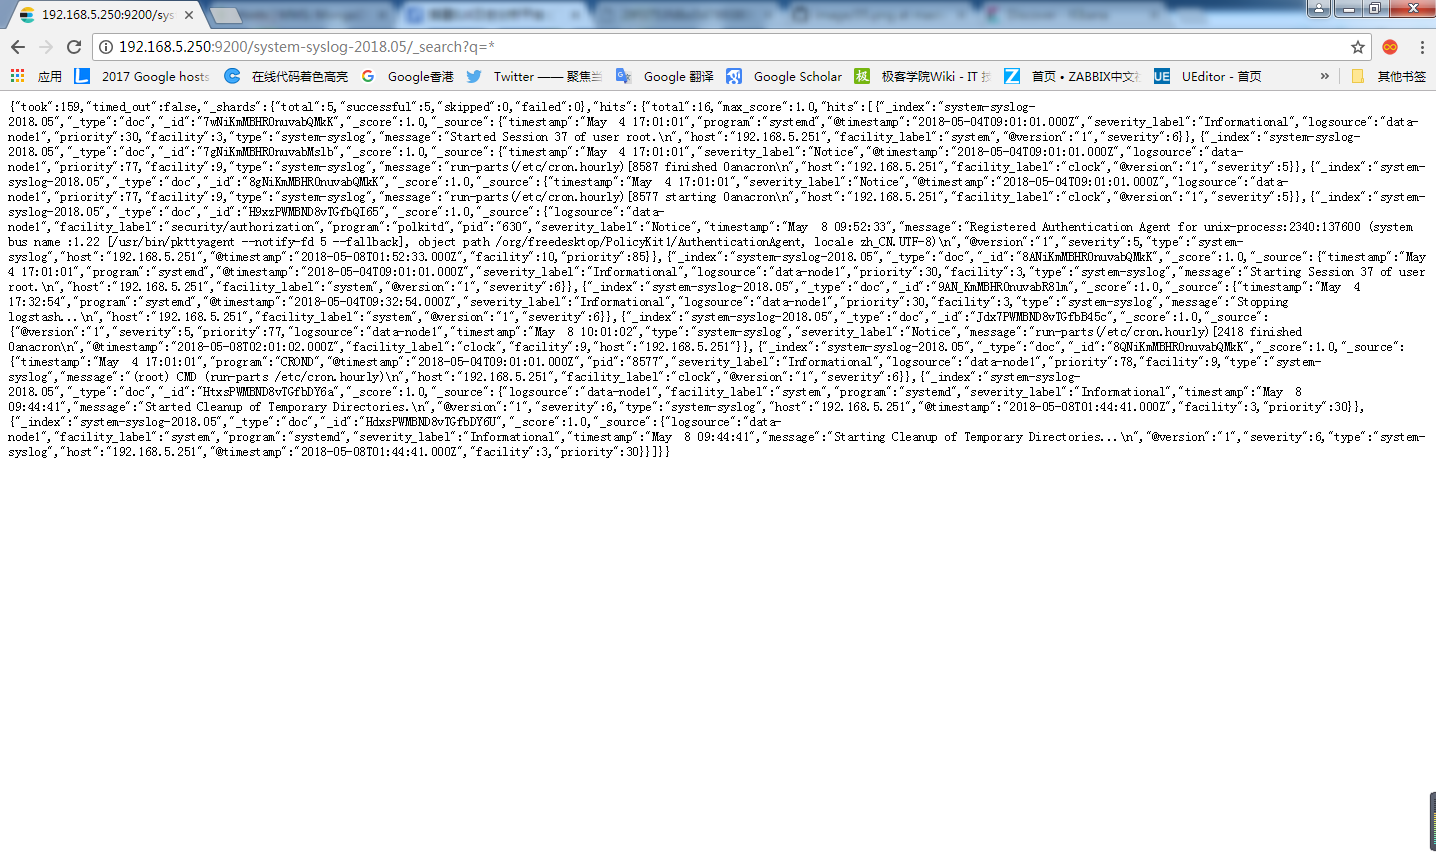 192.168.5.250:9200/sys
192.168.5.250:9200/system-syslog-2018.05/_search?q=*
应用 2017 Google hosts 在线代码着色高亮 Google香港 Twitter —— 聚焦 Google 翻译 Google Scholar 极客学院Wiki - IT 首页 • ZABBIX中文 UEditor - 首页 » 其他书签
{"took":159,"timed_out":false,"_shards":{"total":5,"successful":5,"skipped":0,"failed":0},"hits":{"total":16,"max_score":1.0,"hits":[{"_index":"system-syslog-
2018.05","_type":"doc","_id":"7wNiKmMBHROnuvabQMkK","_score":1.0,"_source":{"timestamp":"May  4 17:01:01","program":"systemd","@timestamp":"2018-05-04T09:01:01.000Z","severity_label":"Informational","logsource":"data-
node1","priority":30,"facility":3,"type":"system-syslog","message":"Started Session 37 of user root.\n","host":"192.168.5.251","facility_label":"system","@version":"1","severity":6}},{"_index":"system-syslog-
2018.05","_type":"doc","_id":"7gNiKmMBHROnuvabMslb","_score":1.0,"_source":{"timestamp":"May  4 17:01:01","severity_label":"Notice","@timestamp":"2018-05-04T09:01:01.000Z","logsource":"data-
node1","priority":77,"facility":9,"type":"system-syslog","message":"run-parts(/etc/cron.hourly)[8587 finished 0anacron\n","host":"192.168.5.251","facility_label":"clock","@version":"1","severity":5}},{"_index":"system-
syslog-2018.05","_type":"doc","_id":"8gNiKmMBHROnuvabQMkK","_score":1.0,"_source":{"timestamp":"May  4 17:01:01","severity_label":"Notice","@timestamp":"2018-05-04T09:01:01.000Z","logsource":"data-
node1","priority":77,"facility":9,"type":"system-syslog","message":"run-parts(/etc/cron.hourly)[8577 starting 0anacron\n","host":"192.168.5.251","facility_label":"clock","@version":"1","severity":5}},{"_index":"system-
syslog-2018.05","_type":"doc","_id":"H9xzPWMBND8vTGfbQI65","_score":1.0,"_source":{"logsource":"data-
node1","facility_label":"security/authorization","program":"polkitd","pid":"630","severity_label":"Notice","timestamp":"May  8 09:52:33","message":"Registered Authentication Agent for unix-process:2340:137600 (system
bus name :1.22 [/usr/bin/pkttyagent --notify-fd 5 --fallback], object path /org/freedesktop/PolicyKit1/AuthenticationAgent, locale zh_CN.UTF-8)\n","@version":"1","severity":5,"type":"system-
syslog","host":"192.168.5.251","@timestamp":"2018-05-08T01:52:33.000Z","facility":10,"priority":85}},{"_index":"system-syslog-2018.05","_type":"doc","_id":"8ANiKmMBHROnuvabQMkK","_score":1.0,"_source":{"timestamp":"May
4 17:01:01","program":"systemd","@timestamp":"2018-05-04T09:01:01.000Z","severity_label":"Informational","logsource":"data-node1","priority":30,"facility":3,"type":"system-syslog","message":"Starting Session 37 of user
root.\n","host":"192.168.5.251","facility_label":"system","@version":"1","severity":6}},{"_index":"system-syslog-2018.05","_type":"doc","_id":"9AN_KmMBHROnuvabR8lm","_score":1.0,"_source":{"timestamp":"May  4
17:32:54","program":"systemd","@timestamp":"2018-05-04T09:32:54.000Z","severity_label":"Informational","logsource":"data-node1","priority":30,"facility":3,"type":"system-syslog","message":"Stopping
logstash...\n","host":"192.168.5.251","facility_label":"system","@version":"1","severity":6}},{"_index":"system-syslog-2018.05","_type":"doc","_id":"Jdx7PWMBND8vTGfbB45c","_score":1.0,"_source":
{"@version":"1","severity":5,"priority":77,"logsource":"data-node1","timestamp":"May  8 10:01:02","type":"system-syslog","severity_label":"Notice","message":"run-parts(/etc/cron.hourly)[2418 finished
0anacron\n","@timestamp":"2018-05-08T02:01:02.000Z","facility_label":"clock","facility":9,"host":"192.168.5.251"}},{"_index":"system-syslog-2018.05","_type":"doc","_id":"8QNiKmMBHROnuvabQMkK","_score":1.0,"_source":
{"timestamp":"May  4 17:01:01","program":"CROND","@timestamp":"2018-05-04T09:01:01.000Z","pid":"8577","severity_label":"Informational","logsource":"data-node1","priority":78,"facility":9,"type":"system-
syslog","message":"(root) CMD (run-parts /etc/cron.hourly)\n","host":"192.168.5.251","facility_label":"clock","@version":"1","severity":6}},{"_index":"system-syslog-
2018.05","_type":"doc","_id":"HtxsPWMBND8vTGfbDY6a","_score":1.0,"_source":{"logsource":"data-node1","facility_label":"system","program":"systemd","severity_label":"Informational","timestamp":"May  8
09:44:41","message":"Started Cleanup of Temporary Directories.\n","@version":"1","severity":6,"type":"system-syslog","host":"192.168.5.251","@timestamp":"2018-05-08T01:44:41.000Z","facility":3,"priority":30}},
{"_index":"system-syslog-2018.05","_type":"doc","_id":"HdxsPWMBND8vTGfbDY6U","_score":1.0,"_source":{"logsource":"data-
node1","facility_label":"system","program":"systemd","severity_label":"Informational","timestamp":"May  8 09:44:41","message":"Starting Cleanup of Temporary Directories...\n","@version":"1","severity":6,"type":"system-
syslog","host":"192.168.5.251","@timestamp":"2018-05-08T01:44:41.000Z","facility":3,"priority":30}}]}}